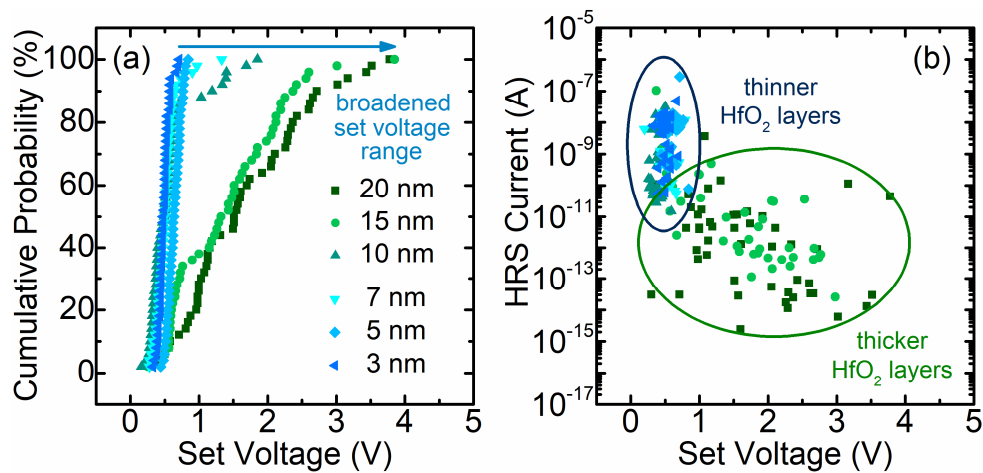 (a)
broadened
set voltage
range
20 nm
15 nm
10 nm
7 nm
5 nm
3 nm
Cumulative Probability (%)
100
80
60
40
20
0
0 1 2 3 4 5
Set Voltage (V)
(b)
thinner
HfO₂ layers
thicker
HfO₂ layers
HRS Current (A)
10⁻⁵
10⁻⁷
10⁻⁹
10⁻¹¹
10⁻¹³
10⁻¹⁵
10⁻¹⁷
0 1 2 3 4 5
Set Voltage (V)